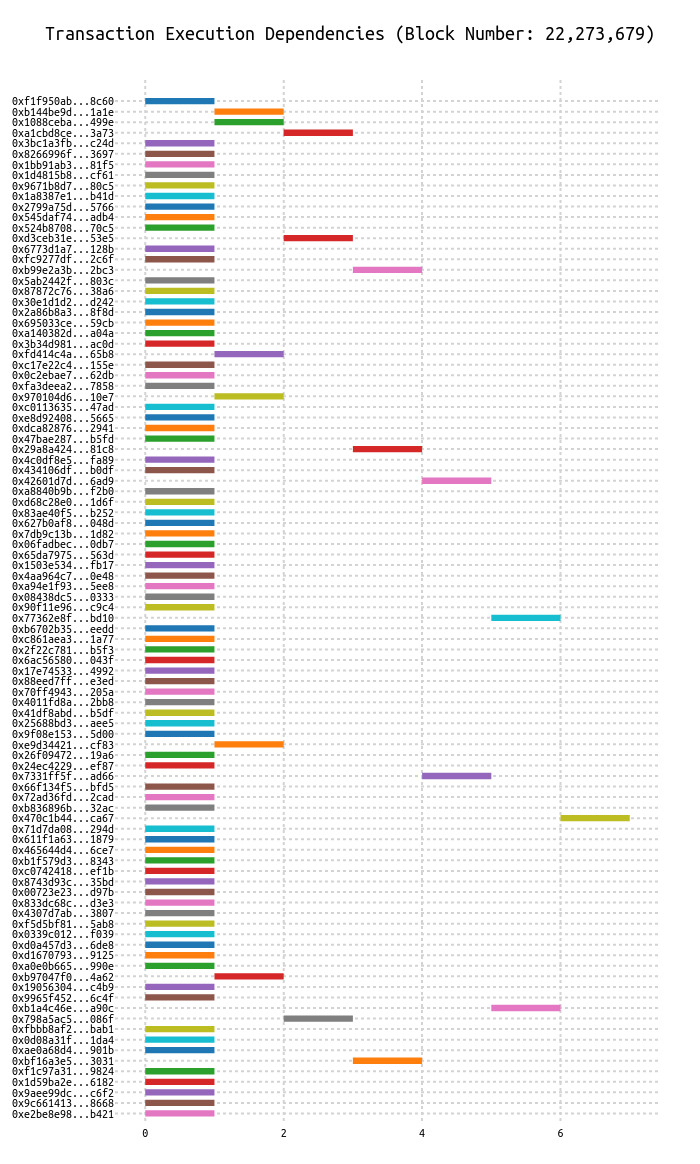 Transaction Execution Dependencies (Block Number: 22,273,679)
0xf1f950ab...8c60
0xb144be9d...1a1e
0x1088ceba...499e
0xa1cbd8ce...3a73
0x3bc1a3fb...c24d
0x8266996f...3697
0x1bb91ab3...81f5
0x1d4815b8...cf61
0x9671b8d7...80c5
0x1a8387e1...b41d
0x2799a75d...5766
0x545daf74...adb4
0x524b8708...70c5
0xd3ceb31e...53e5
0x6773d1a7...128b
0xfc9277df...2c6f
0xb99e2a3b...2bc3
0x5ab2442f...803c
0x87872c76...38a6
0x30e1d1d2...d242
0x2a86b8a3...8f8d
0x695033ce...59cb
0xa140382d...a04a
0x3b34d981...ac0d
0xfd414c4a...65b8
0xc17e22c4...155e
0x0c2ebae7...62db
0xfa3deea2...7858
0x970104d6...10e7
0xc0113635...47ad
0xe8d92408...5665
0xdca82876...2941
0x47bae287...b5fd
0x29a8a424...81c8
0x4c0df8e5...fa89
0x434106df...b0df
0x42601d7d...6ad9
0xa8840b9b...f2b0
0xd68c28e0...1d6f
0x83ae40f5...b252
0x627b0af8...048d
0x7db9c13b...1d82
0x06fadbec...0db7
0x65da7975...563d
0x1503e534...fb17
0x4aa964c7...0e48
0xa94e1f93...5ee8
0x08438dc5...0333
0x90f11e96...c9c4
0x77362e8f...bd10
0xb6702b35...eedd
0xc861aea3...1a77
0x2f22c781...b5f3
0x6ac56580...043f
0x17e74533...4992
0x88eed7ff...e3ed
0x70ff4943...205a
0x4011fd8a...2bb8
0x41df8abd...b5df
0x25688bd3...aee5
0x9f08e153...5d00
0xe9d34421...cf83
0x26f09472...19a6
0x24ec4229...ef87
0x7331ff5f...ad66
0x66f134f5...bfd5
0x72ad36fd...2cad
0xb836896b...32ac
0x470c1b44...ca67
0x71d7da08...294d
0x611f1a63...1879
0x465644d4...6ce7
0xb1f579d3...8343
0xc0742418...ef1b
0x8743d93c...35bd
0x00723e23...d97b
0x833dc68c...d3e3
0x4307d7ab...3807
0xf5d5bf81...5ab8
0x0339c012...f039
0xd0a457d3...6de8
0xd1670793...9125
0xa0e0b665...990e
0xb97047f0...4a62
0x19056304...c4b9
0x9965f452...6c4f
0xb1a4c46e...a90c
0x798a5ac5...086f
0xfbbb8af2...bab1
0x0d08a31f...1da4
0xae0a68d4...901b
0xbf16a3e5...3031
0xf1c97a31...9824
0x1d59ba2e...6182
0x9aee99dc...c6f2
0x9c661413...8668
0xe2be8e98...b421
0 2 4 6